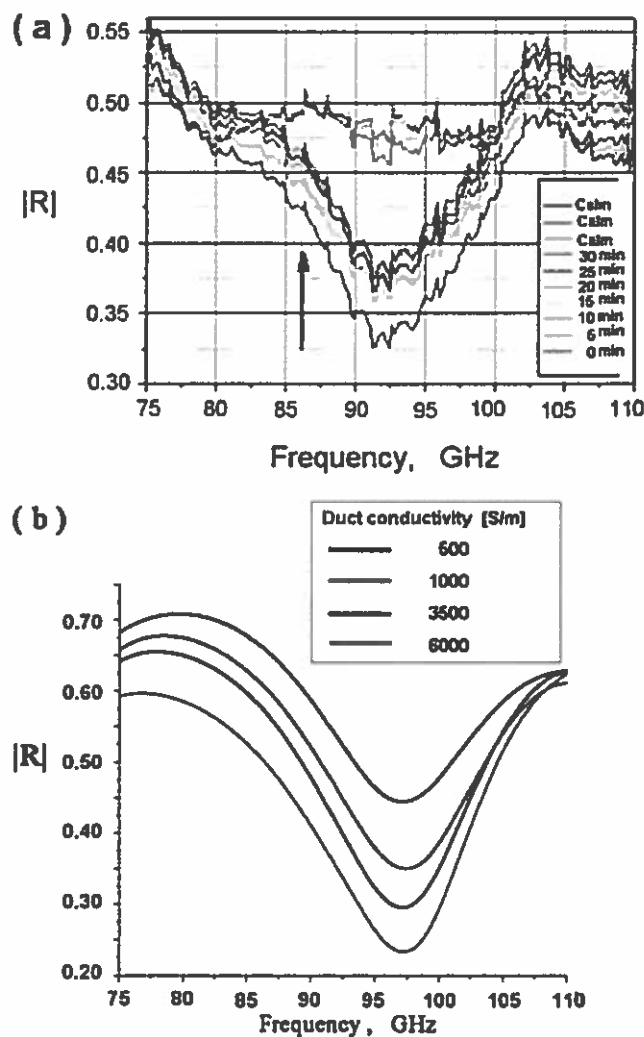 (a)
0.55
0.50
0.45
|R|
0.40
0.35
0.30
Calm
Calm
Calm
30 min
25 min
20 min
15 min
10 min
5 min
0 min
75 80 85 90 95 100 105 110
Frequency, GHz
(b)
Duct conductivity [S/m]
500
1000
3500
6000
0.70
0.60
|R|
0.50
0.40
0.30
0.20
75 80 85 90 95 100 105 110
Frequency, GHz